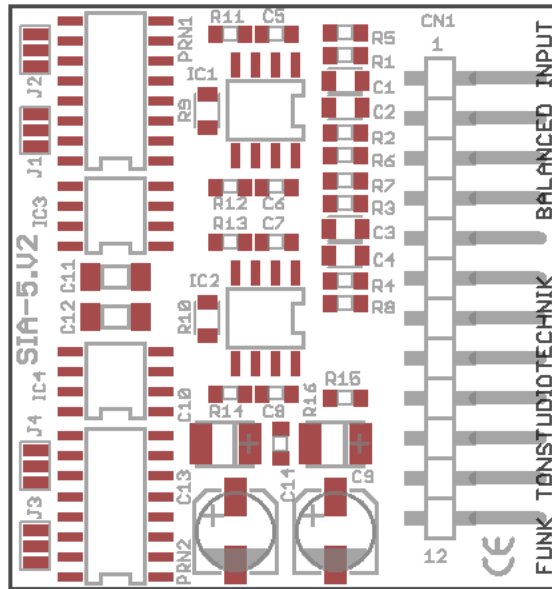 R11
C5
CN1
1
J2
PRN1
IC1
R5
R1
R9
C1
C2
J1
R2
R6
IC3
R12
C6
R7
R3
R13
C7
C3
C11
IC2
C4
C12
R10
R4
R8
SIA-5.V2
IC4
C10
R14
C8
R16
R15
J4
C13
C14
C9
J3
PRN2
12
CE
FUNK TONSTUDIOTECHNIK BALANCED INPUT